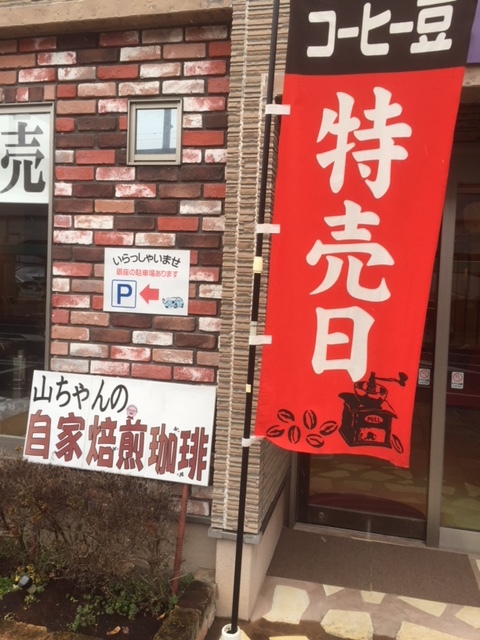 コーヒー豆
特売日
売
いらっしゃいませ
P
山ちゃんの
自家焙煎珈琲